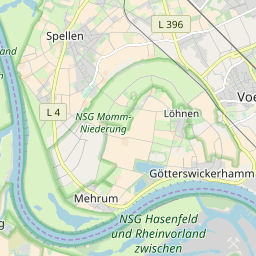 L 396
Spellen
Voe
L 4
NSG Momm-
Niederung
Löhnen
Götterswickerhamm
Mehrum
NSG Hasenfeld
und Rheinvorland
zwischen